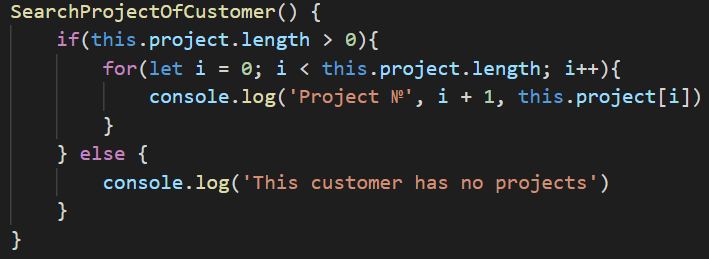 SearchProjectOfCustomer() {
if(this.project.length > 0){
for(let i = 0; i < this.project.length; i++){
console.log('Project №', i + 1, this.project[i])
}
} else {
console.log('This customer has no projects')
}
}